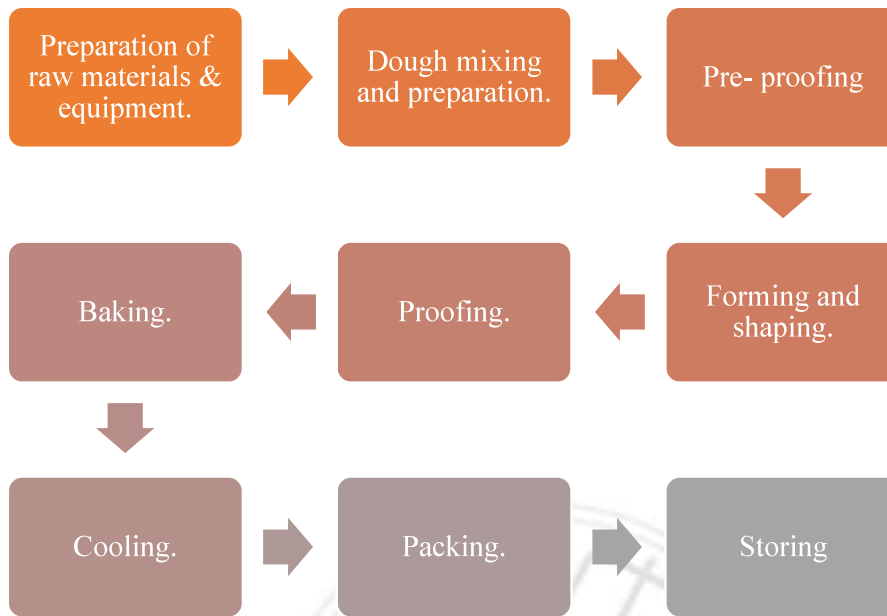 Preparation of
raw materials &
equipment.
Dough mixing
and preparation.
Pre- proofing
Forming and
shaping.
Proofing.
Baking.
Cooling.
Packing.
Storing